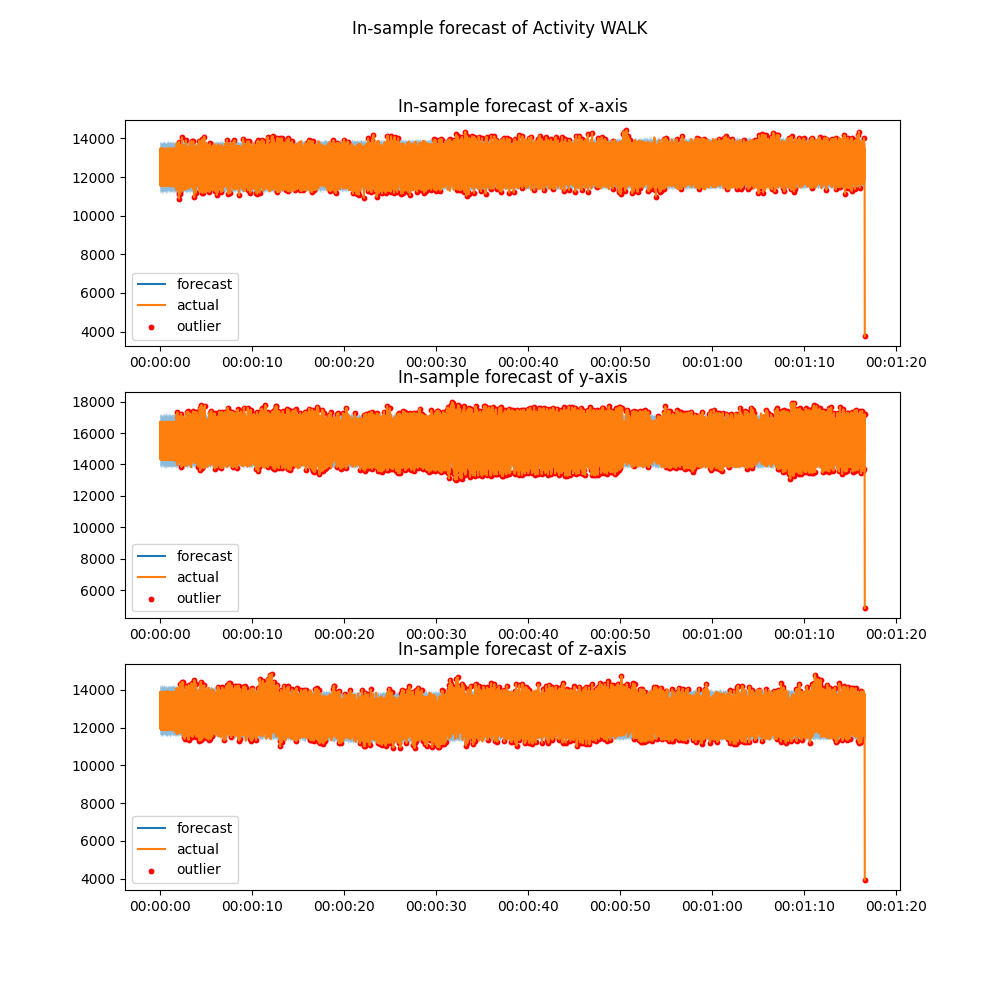 In-sample forecast of Activity WALK
In-sample forecast of x-axis
14000
12000
10000
8000
6000
4000
forecast
actual
outlier
00:00:00 00:00:10 00:00:20 00:00:30 00:00:40 00:00:50 00:01:00 00:01:10 00:01:20
In-sample forecast of y-axis
18000
16000
14000
12000
10000
8000
6000
forecast
actual
outlier
00:00:00 00:00:10 00:00:20 00:00:30 00:00:40 00:00:50 00:01:00 00:01:10 00:01:20
In-sample forecast of z-axis
14000
12000
10000
8000
6000
4000
forecast
actual
outlier
00:00:00 00:00:10 00:00:20 00:00:30 00:00:40 00:00:50 00:01:00 00:01:10 00:01:20